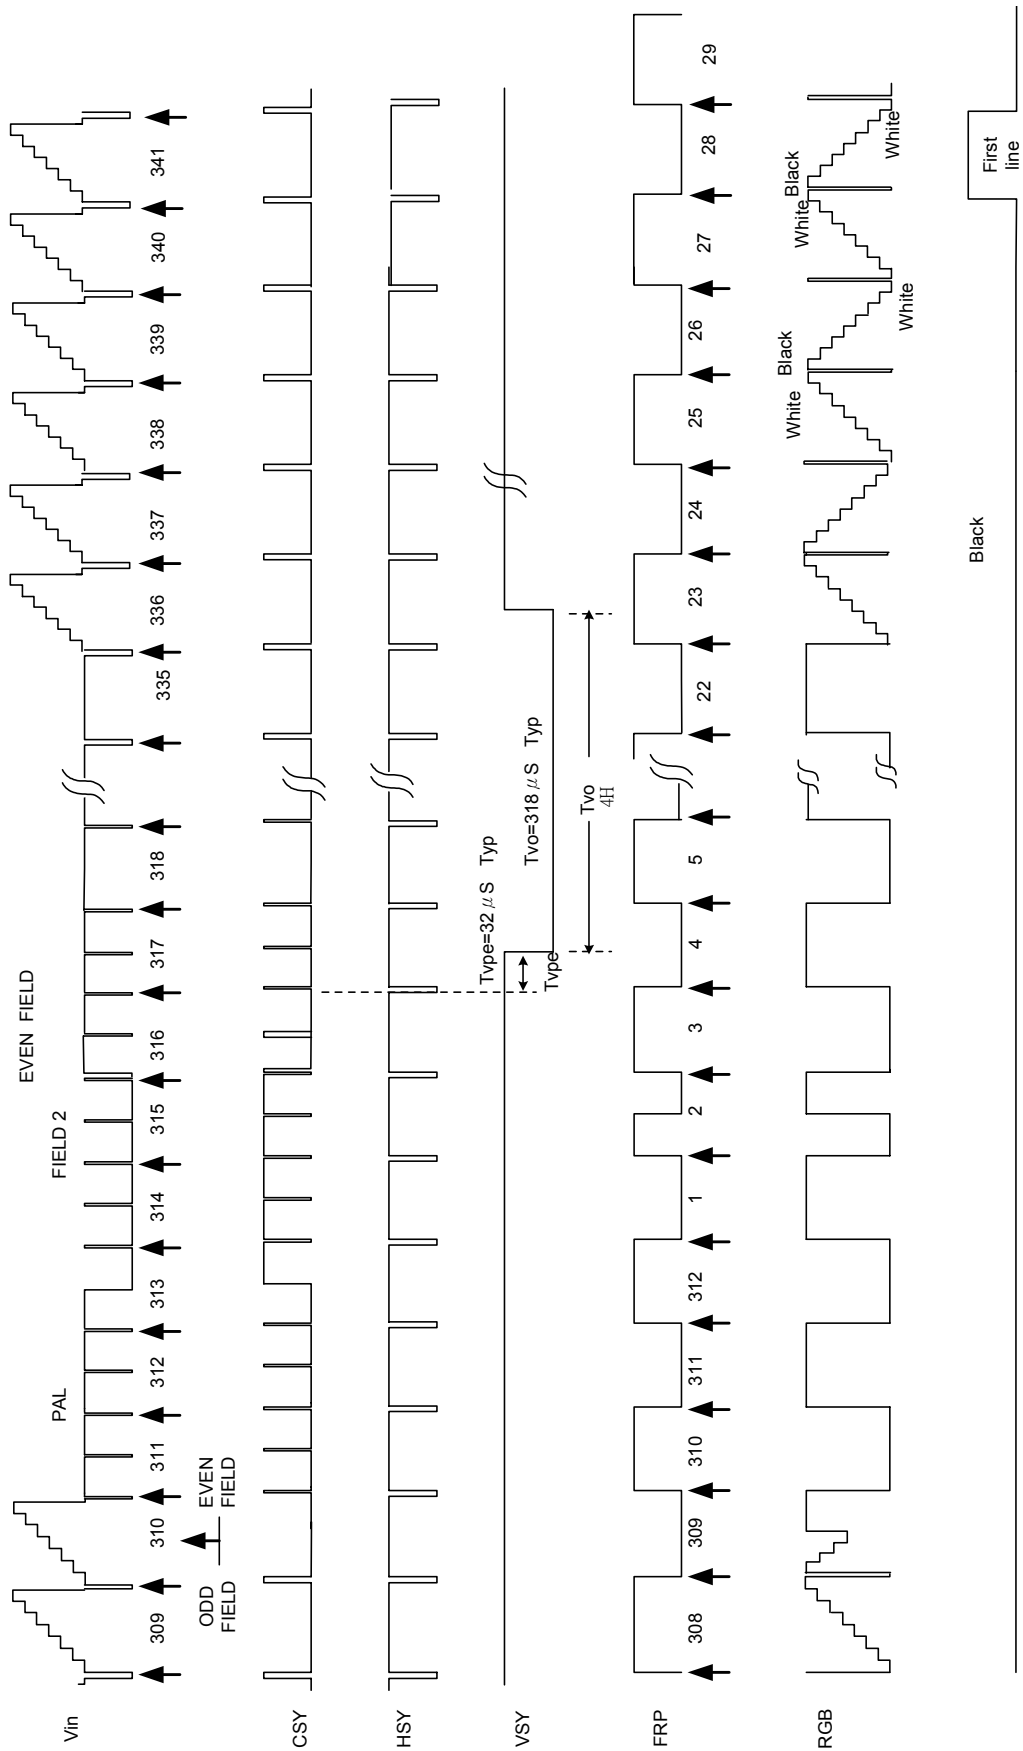 EVEN FIELD
FIELD 2
PAL
Vin
309
310
311
312
313
314
315
316
317
318
335
336
337
338
339
340
341
ODD
FIELD
EVEN
FIELD
CSY
HSY
VSY
Tvpe=32 μS Typ
Tvpe
Tvo=318 μS Typ
Tvo
4H
FRP
308
309
310
311
312
1
2
3
4
5
22
23
24
25
26
27
28
29
RGB
White
Black
White
White
Black
White
Black
First
line